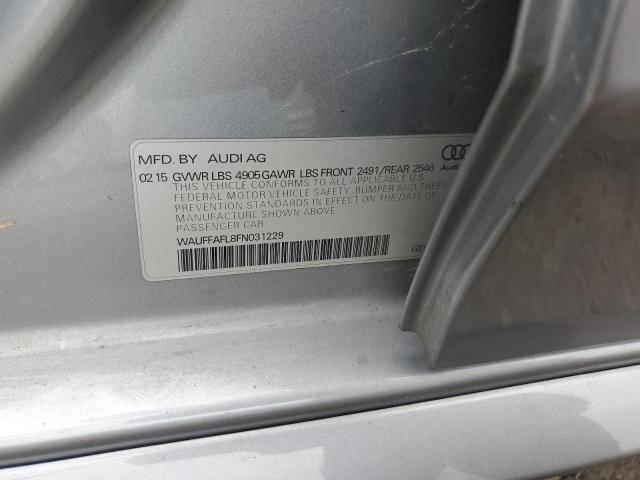 MFD. BY AUDI AG
02 15 GVWR LBS 4905 GAWR LBS FRONT 2491/REAR 2546
THIS VEHICLE CONFORMS TO ALL APPLICABLE U.S
FEDERAL MOTOR VEHICLE SAFETY, BUMPER AND THEFT
PREVENTION STANDARDS IN EFFECT ON THE DATE OF
MANUFACTURE SHOWN ABOVE
PASSENGER CAR
WAUFFAFL8FN031229